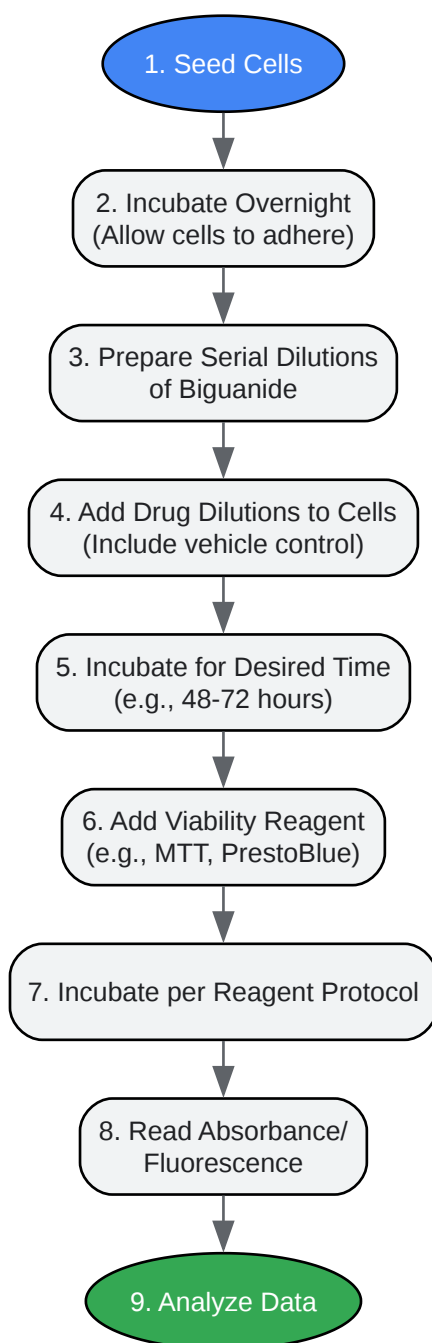 1. Seed Cells
2. Incubate Overnight
(Allow cells to adhere)
3. Prepare Serial Dilutions
of Biguanide
4. Add Drug Dilutions to Cells
(Include vehicle control)
5. Incubate for Desired Time
(e.g., 48-72 hours)
6. Add Viability Reagent
(e.g., MTT, PrestoBlue)
7. Incubate per Reagent Protocol
8. Read Absorbance/
Fluorescence
9. Analyze Data